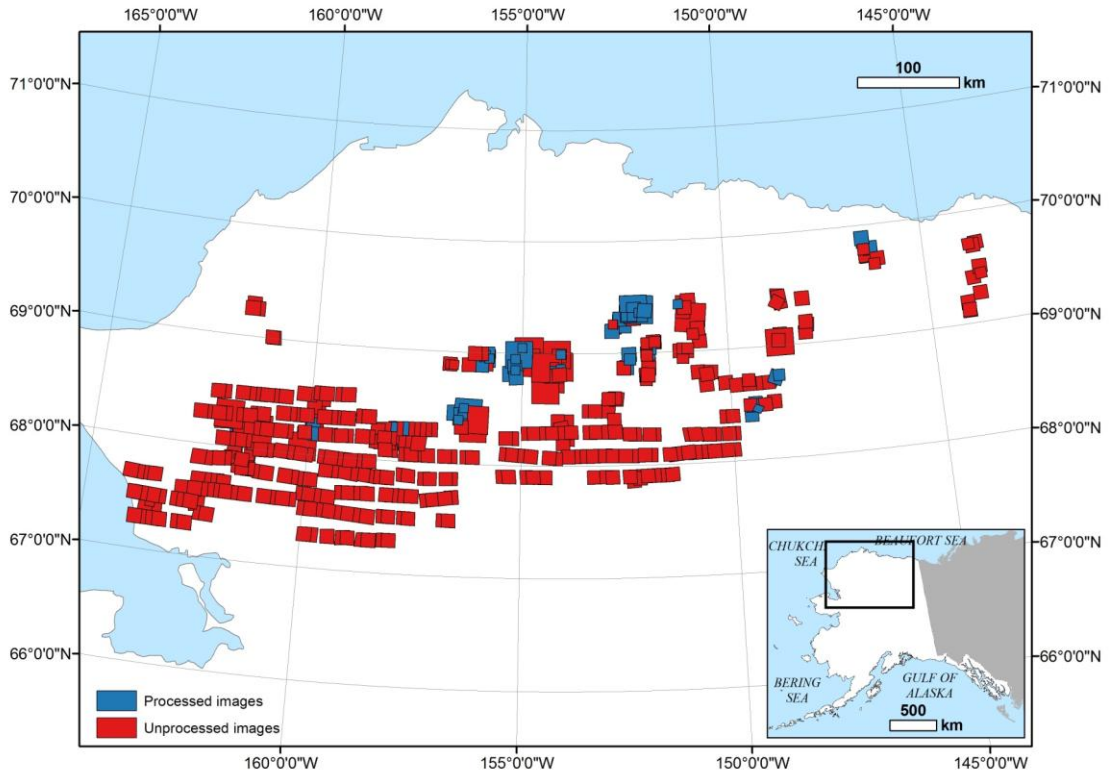 165°0'0"W 160°0'0"W 155°0'0"W 150°0'0"W 145°0'0"W
100
km
71°0'0"N 71°0'0"N
70°0'0"N 70°0'0"N
69°0'0"N 69°0'0"N
68°0'0"N 68°0'0"N
67°0'0"N 67°0'0"N
66°0'0"N 66°0'0"N
Processed images
Unprocessed images
BEAUFORT SEA
CHUKCHI
SEA
BERING
SEA
GULF OF
ALASKA
500
km
160°0'0"W 155°0'0"W 150°0'0"W 145°0'0"W